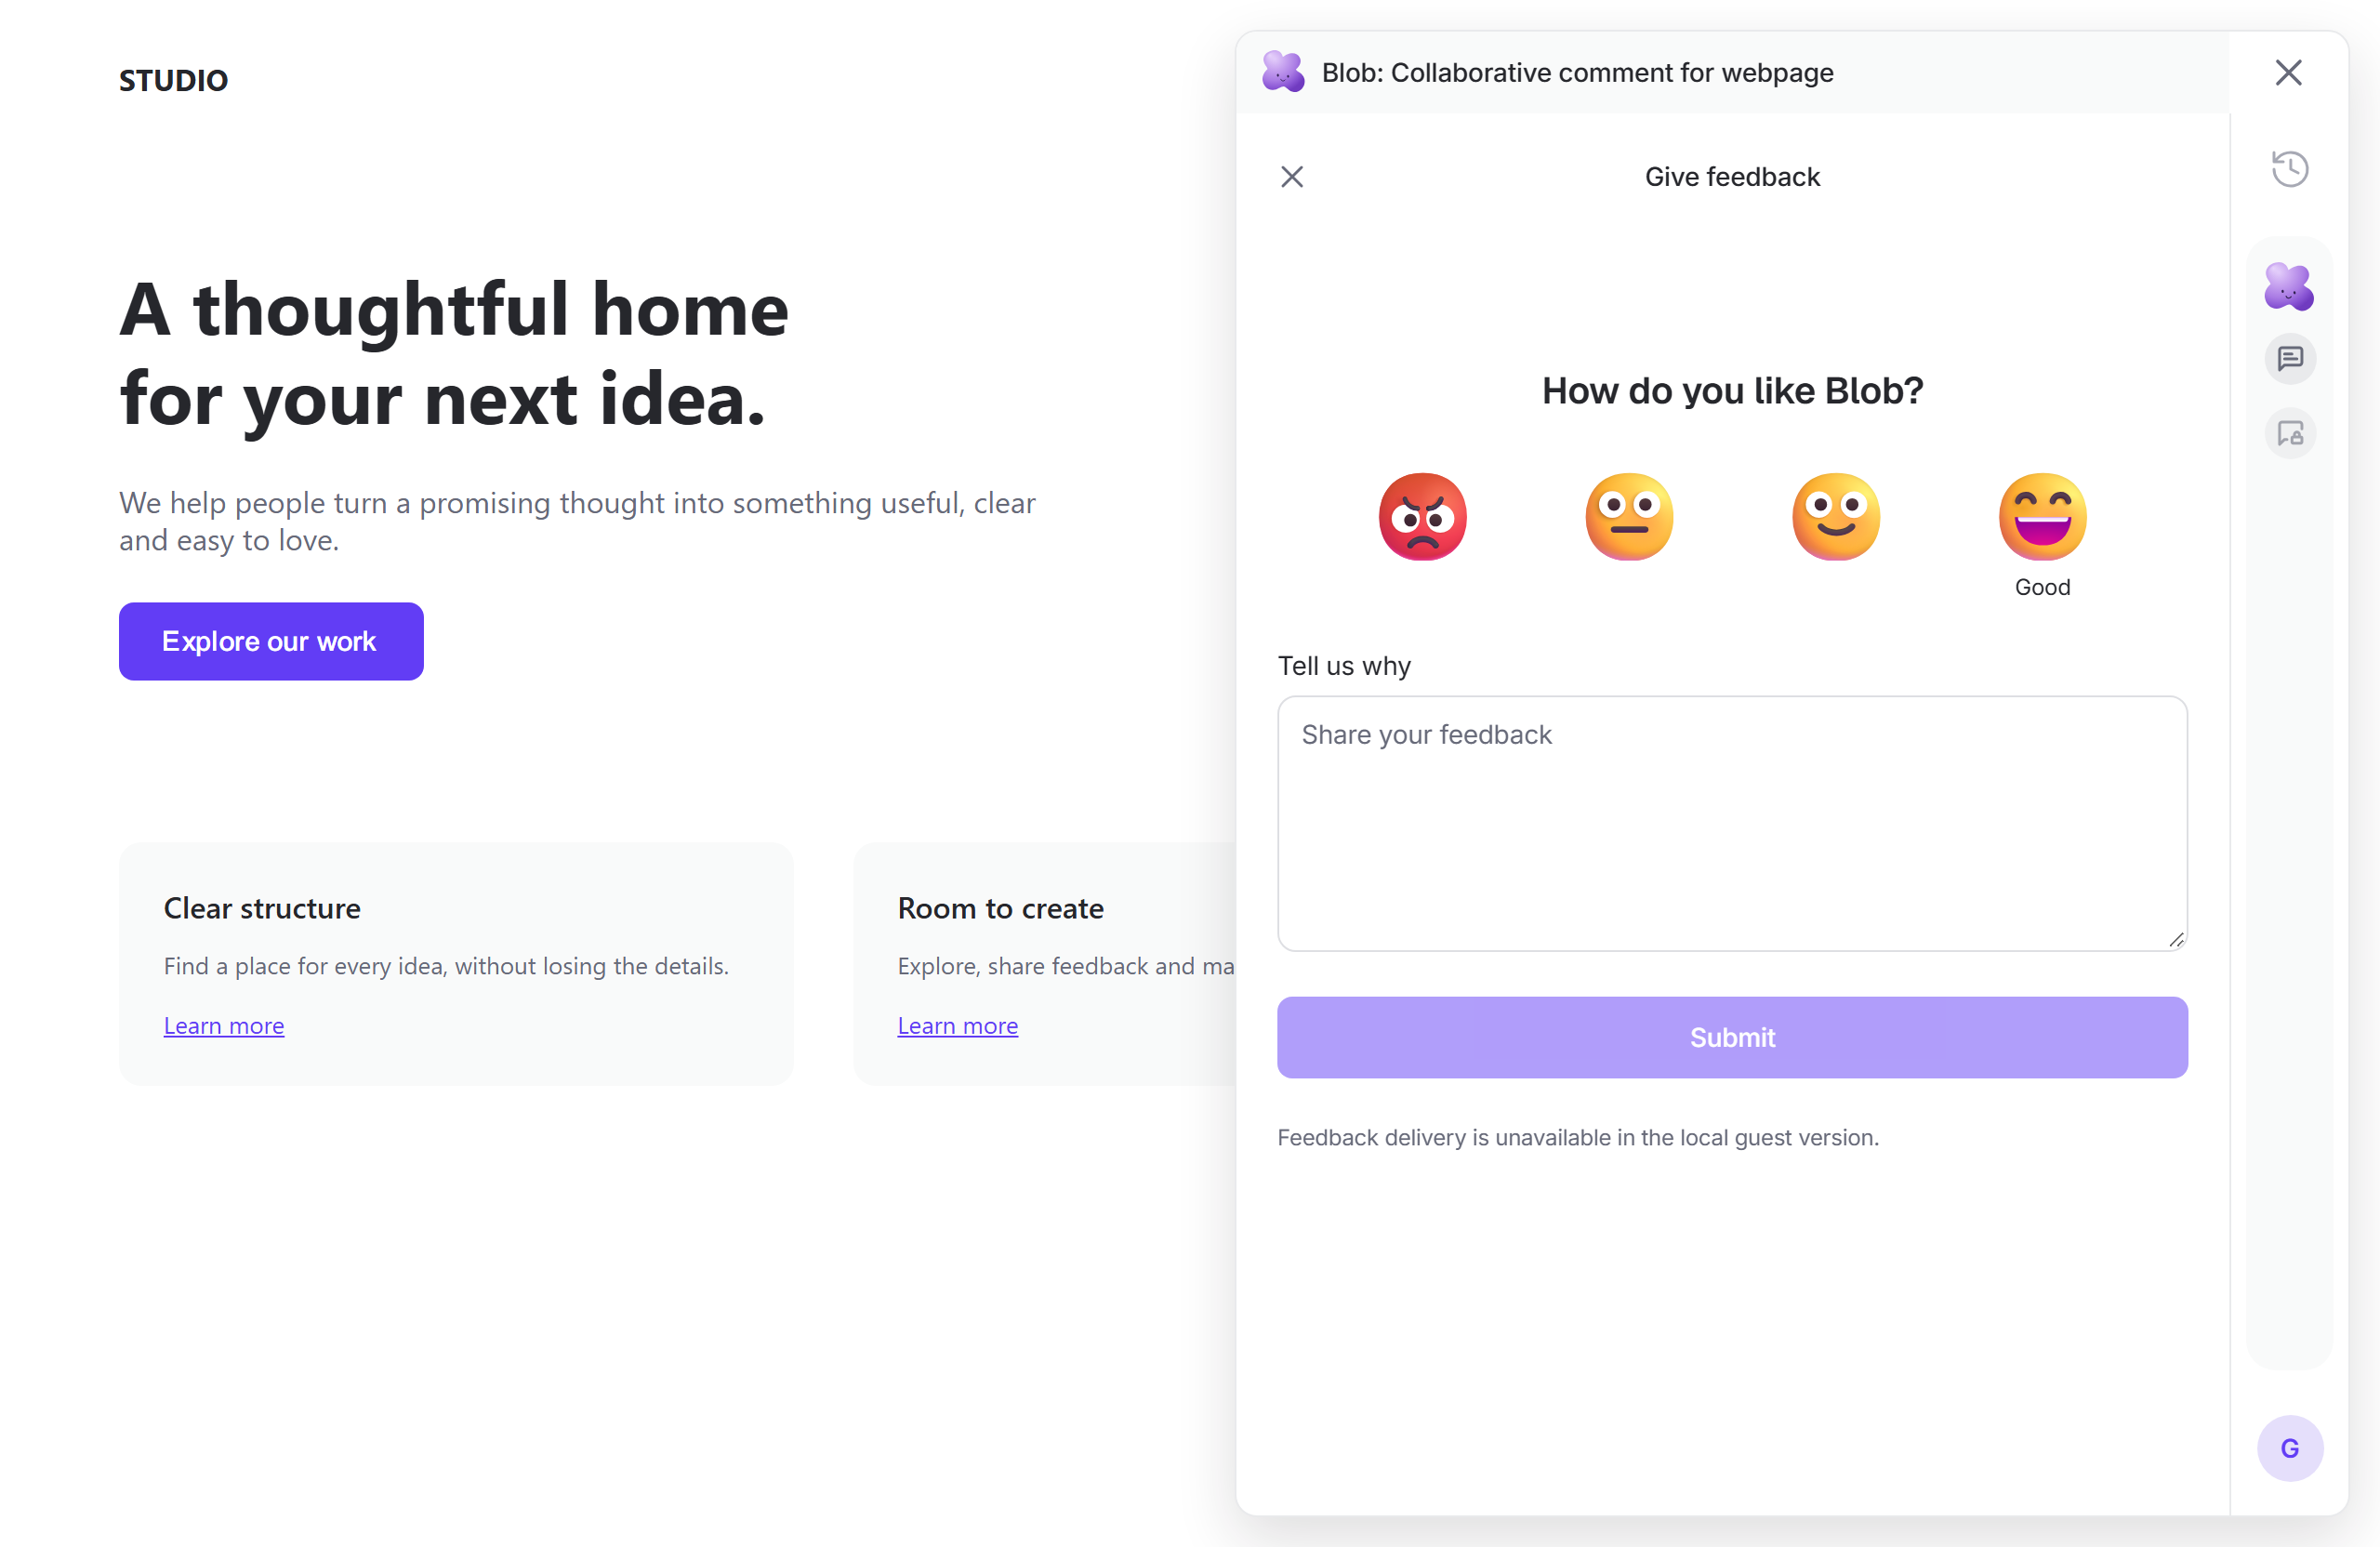 STUDIO
A thoughtful home
for your next idea.
We help people turn a promising thought into something useful, clear
and easy to love.
Explore our work
Clear structure
Find a place for every idea, without losing the details.
Learn more
Room to create
Explore, share feedback and ma
Learn more
Blob: Collaborative comment for webpage
Give feedback
How do you like Blob?
Good
Tell us why
Share your feedback
Submit
Feedback delivery is unavailable in the local guest version.
G